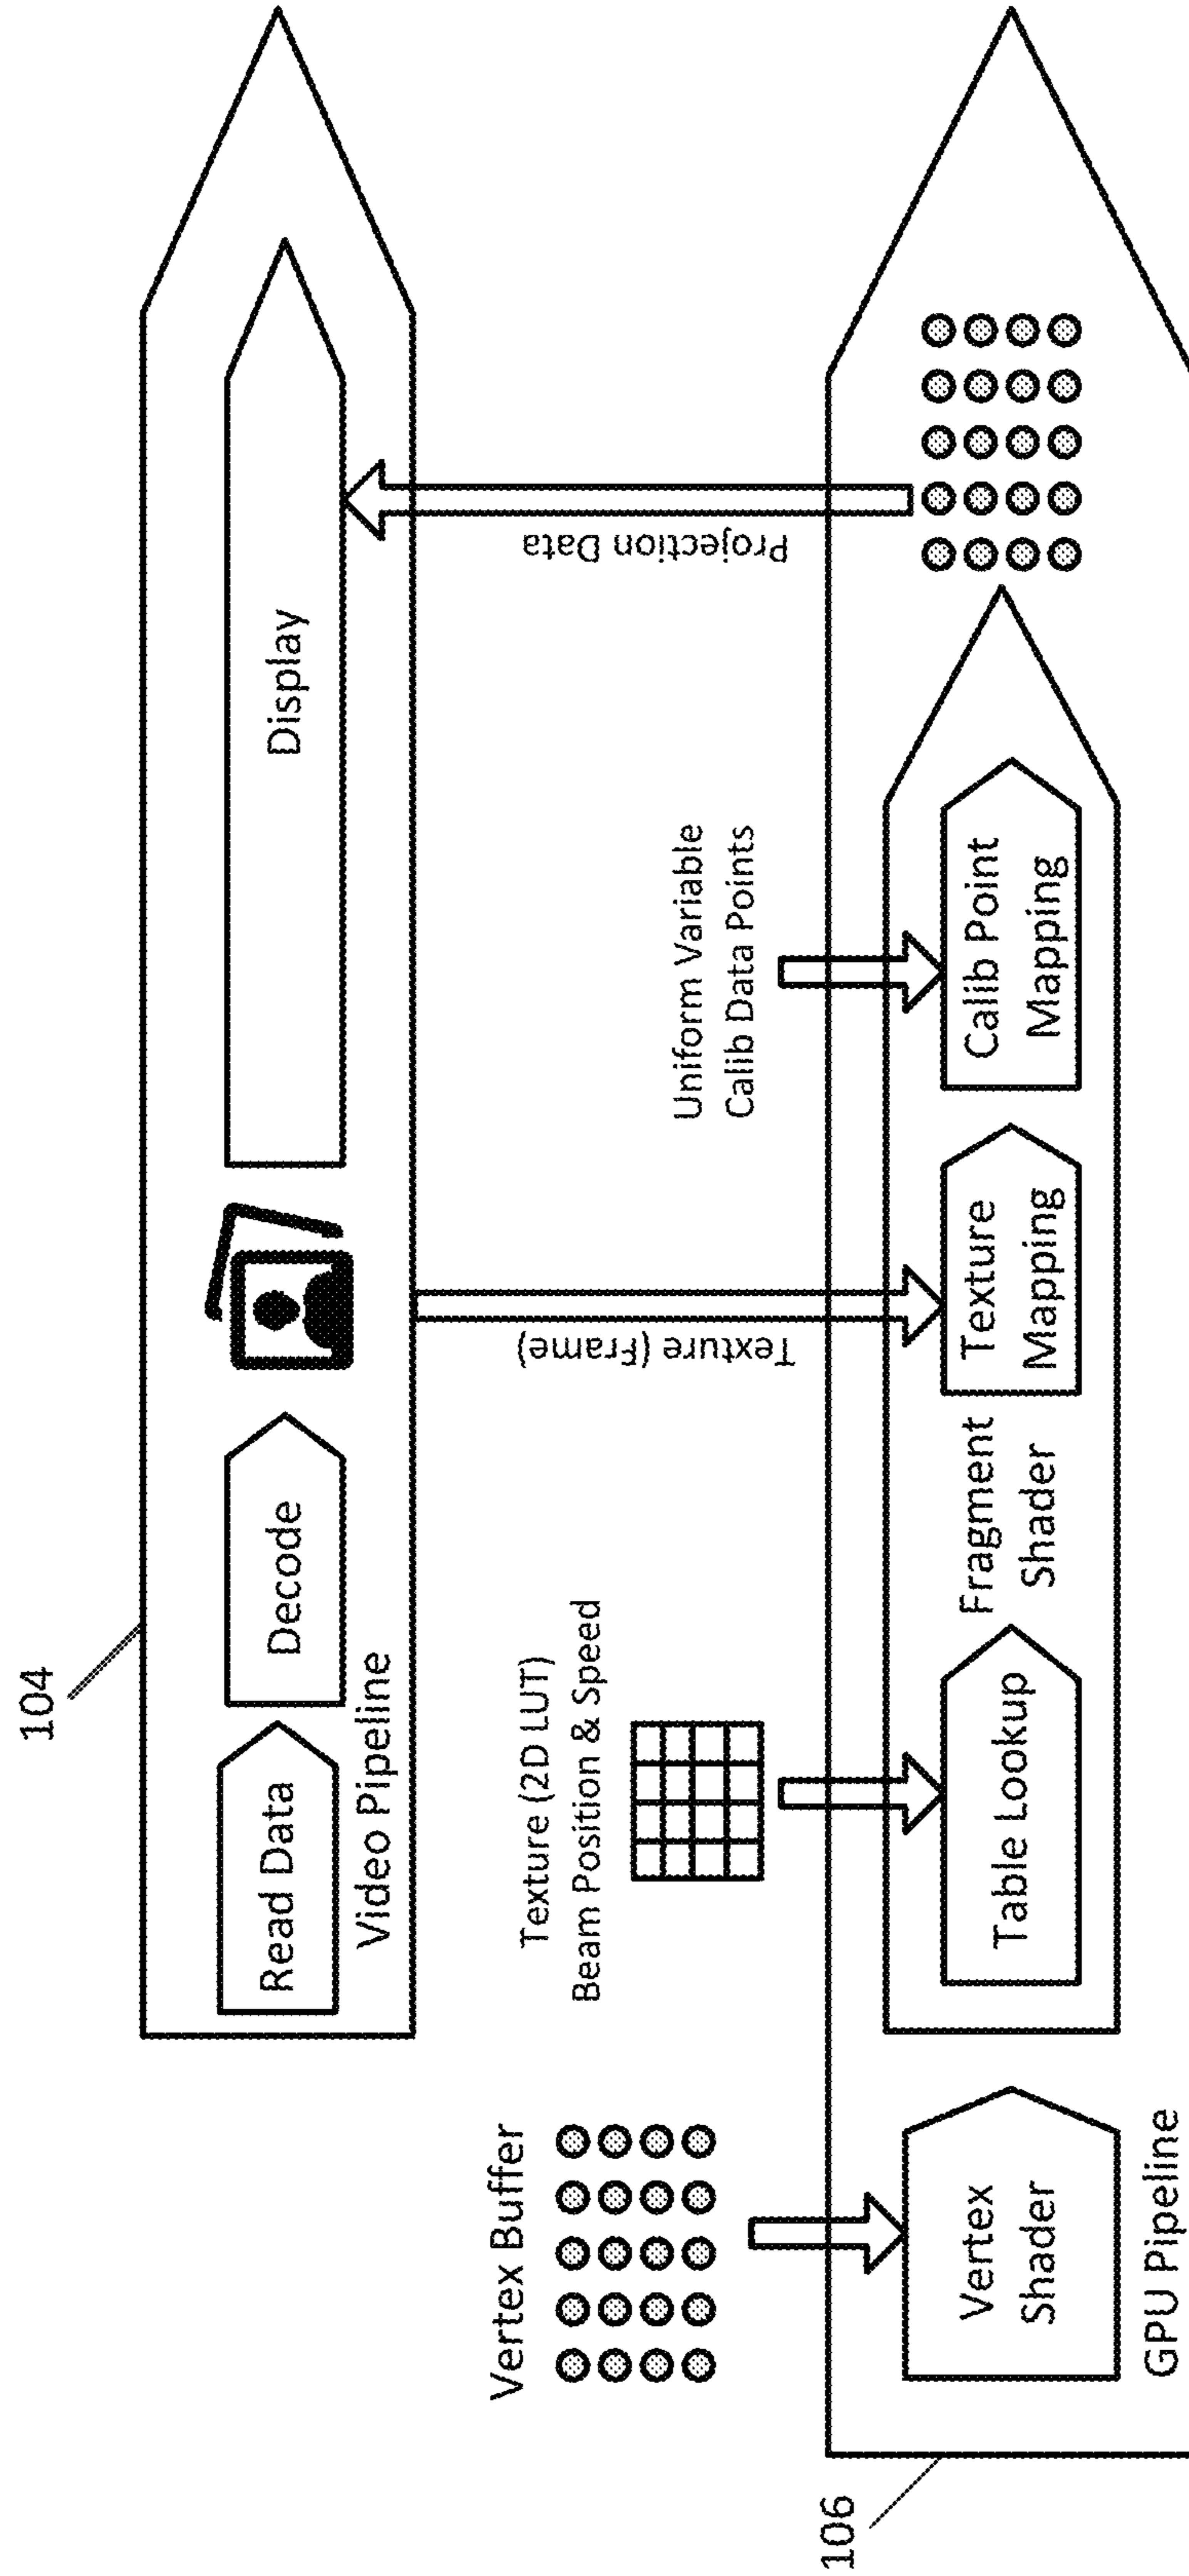 104
Read Data
Decode
Display
Video Pipeline
Vertex Buffer
Texture (2D LUT)
Beam Position & Speed
Texture (Frame)
Uniform Variable
Calib Data Points
Projection Data
106
Vertex
Shader
Table Lookup
Fragment
Shader
Texture
Mapping
Calib Point
Mapping
GPU Pipeline